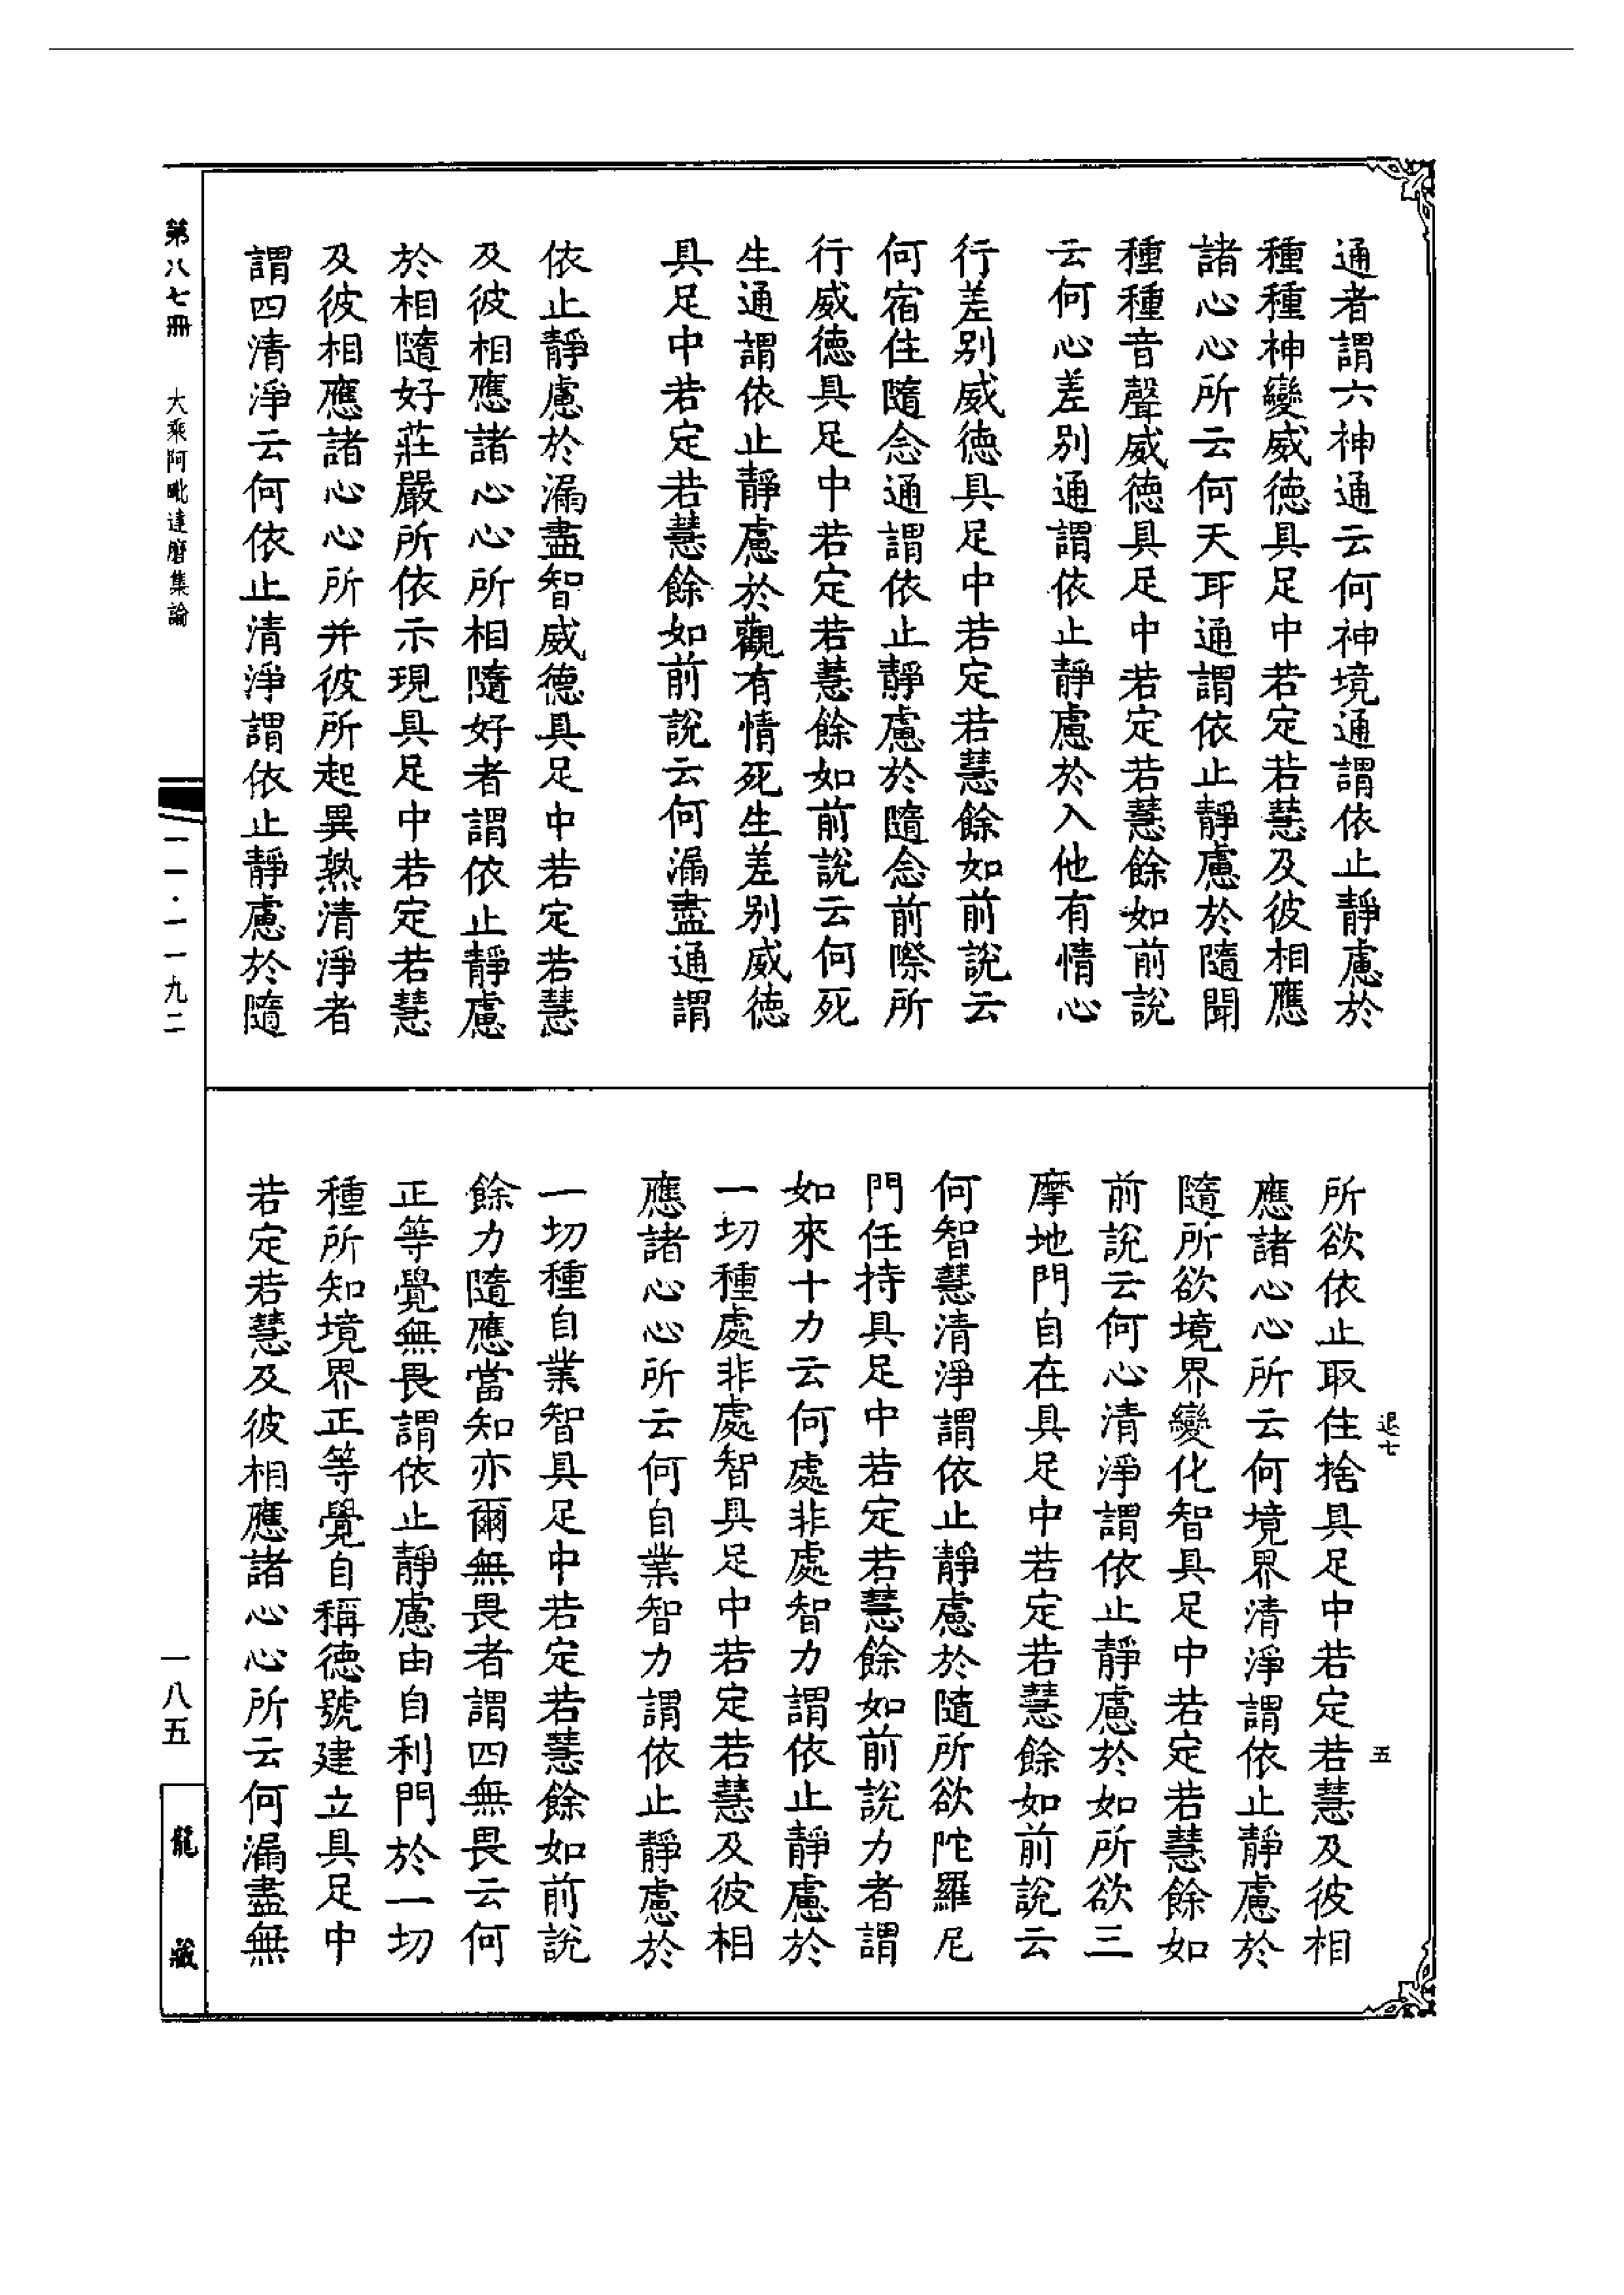 通者謂六神通云何神境通謂依止靜慮於
種種神變威德具足中若定若慧及彼相應
諸心心所云何天耳通謂依止靜慮於隨聞
種種音聲威德具足中若定若慧餘如前說
云何心差別通謂依止靜慮於入他有情心
行差別威德具足中若定若慧餘如前說云
何宿住隨念通謂依止靜慮於隨念前際所
行威德具足中若定若慧餘如前說云何死
生通謂依止靜慮於觀有情死生差別威德
具足中若定若慧餘如前說云何漏盡通謂
依止靜慮於漏盡智威德具足中若定若慧
及彼相應諸心心所相隨好者謂依止靜慮
於相隨好莊嚴所依示現具足中若定若慧
及彼相應諸心心所并彼所起異熟清淨者
謂四清淨云何依止清淨謂依止靜慮於隨
退七
五
所欲依止取住捨具足中若定若慧及彼相
應諸心心所云何境界清淨謂依止靜慮於
隨所欲境界變化智具足中若定若慧餘如
前說云何心清淨謂依止靜慮於如所欲三
摩地門自在具足中若定若慧餘如前說云
何智慧清淨謂依止靜慮於隨所欲陀羅尼
門任持具足中若定若慧餘如前說力者謂
如來十力云何處非處智力謂依止靜慮於
一切種處非處智具足中若定若慧及彼相
應諸心心所云何自業智力謂依止靜慮於
一切種自業智具足中若定若慧餘如前說
餘力隨應當知亦爾無畏者謂四無畏云何
正等覺無畏謂依止靜慮由自利門於一切
種所知境界正等覺自稱德號建立具足中
若定若慧及彼相應諸心心所云何漏盡無
第八七冊 大乘阿毗達磨集論
一一·一一九二
一八五
龍藏